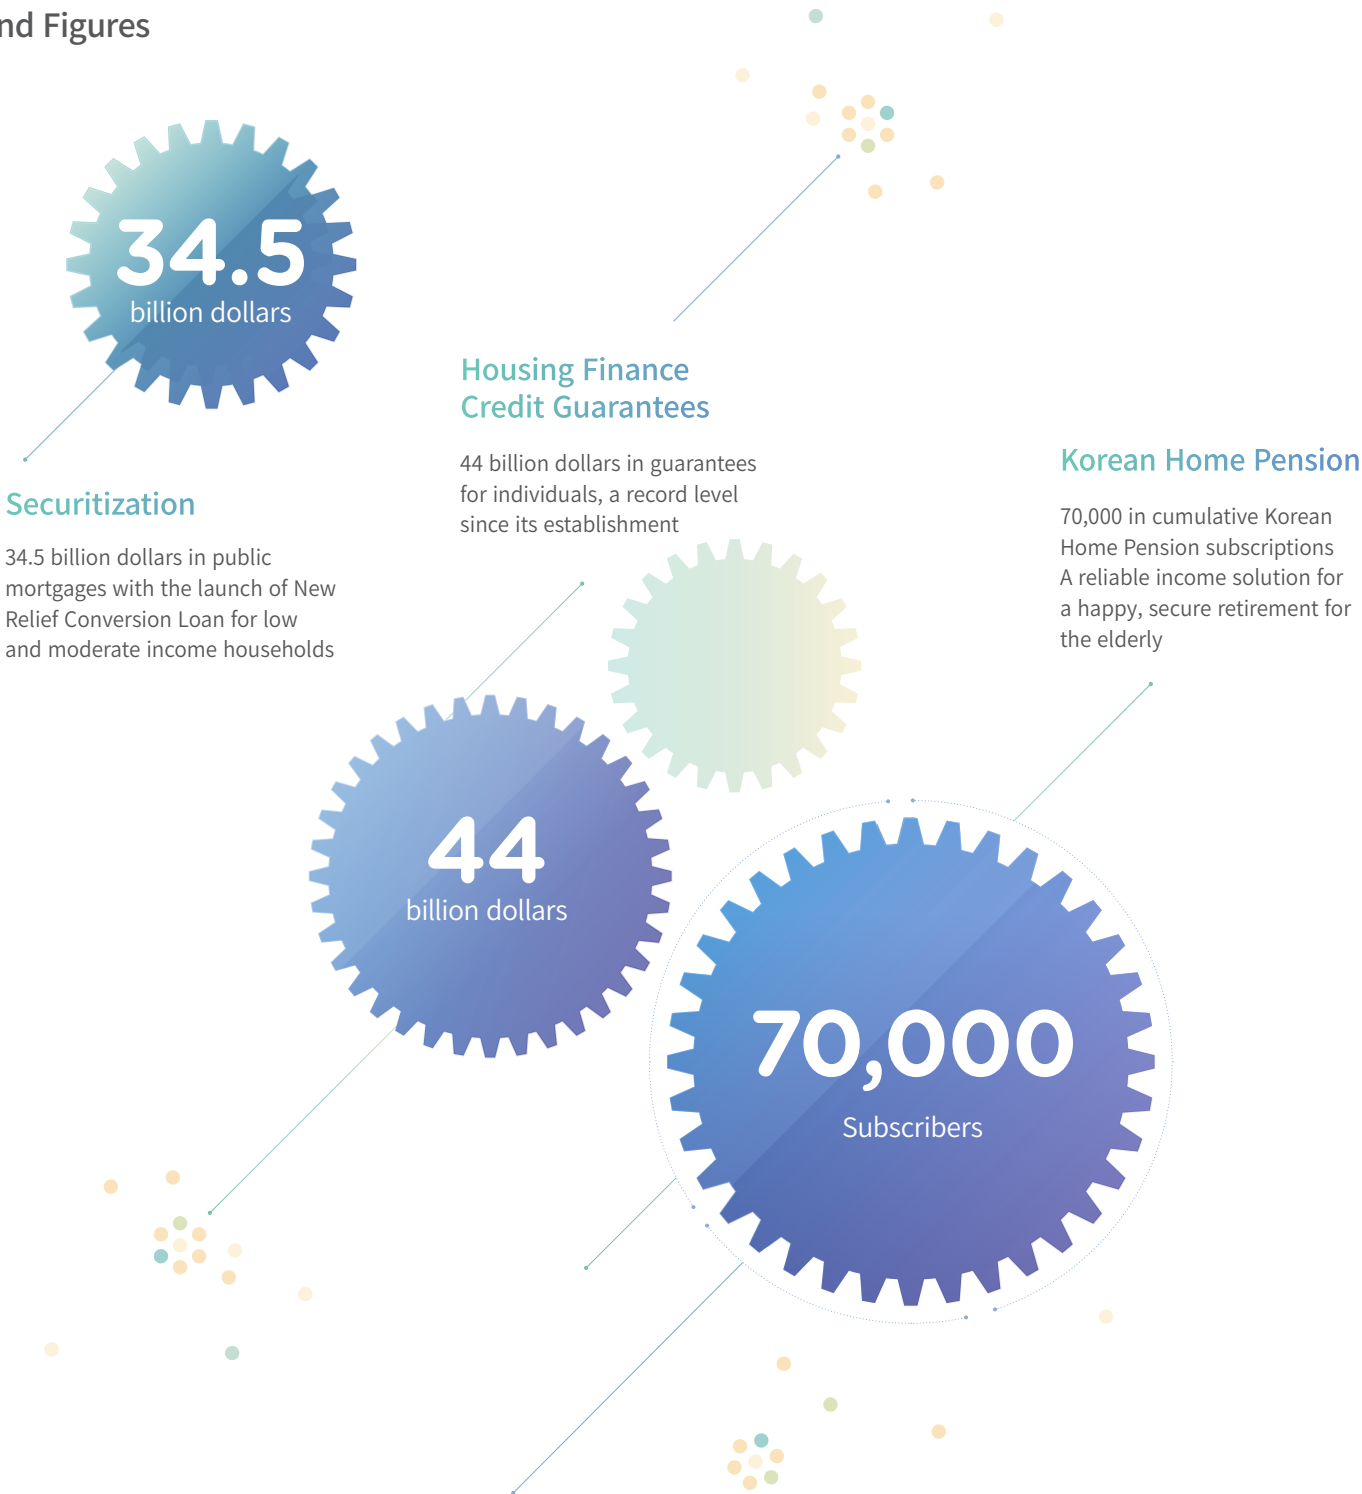 nd Figures
34.5
billion dollars
Securitization
34.5 billion dollars in public
mortgages with the launch of New
Relief Conversion Loan for low
and moderate income households
Housing Finance
Credit Guarantees
44 billion dollars in guarantees
for individuals, a record level
since its establishment
44
billion dollars
Korean Home Pension
70,000 in cumulative Korean
Home Pension subscriptions
A reliable income solution for
a happy, secure retirement for
the elderly
70,000
Subscribers